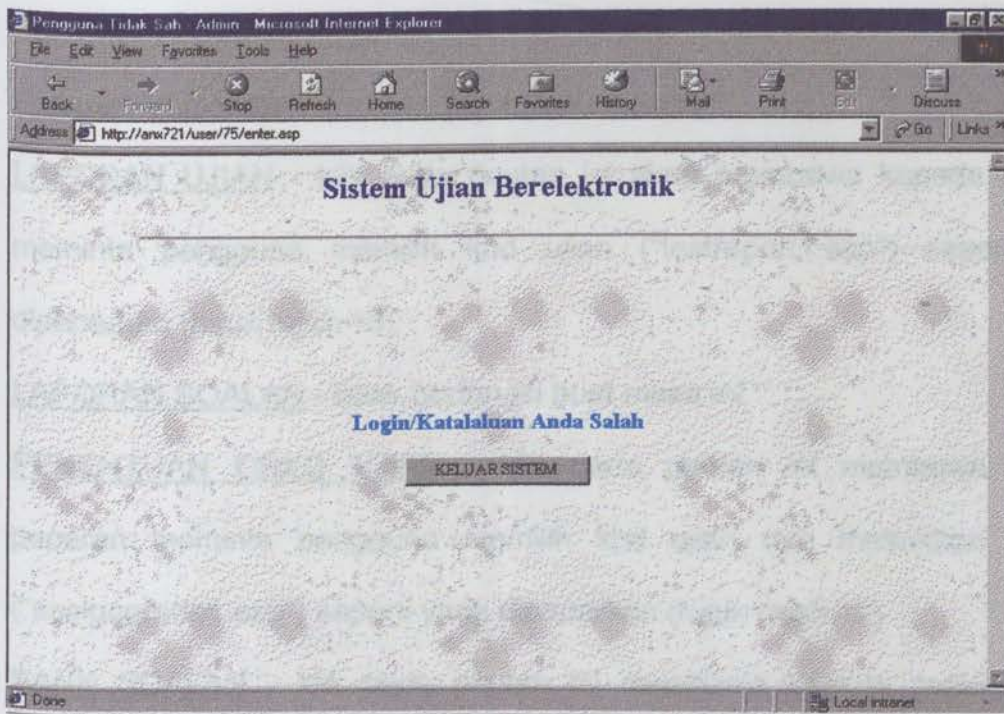 Pengguna Tidak Sah - Admin - Microsoft Internet Explorer
File Edit View Favorites Tools Help
Back Forward Stop Refresh Home Search Favorites History Mail Print Edit Discuss
Address http://anx721/user/75/enter.asp Go Links
Sistem Ujian Berelektronik
Login/Katalaluan Anda Salah
KELUAR SISTEM
Done Local intranet